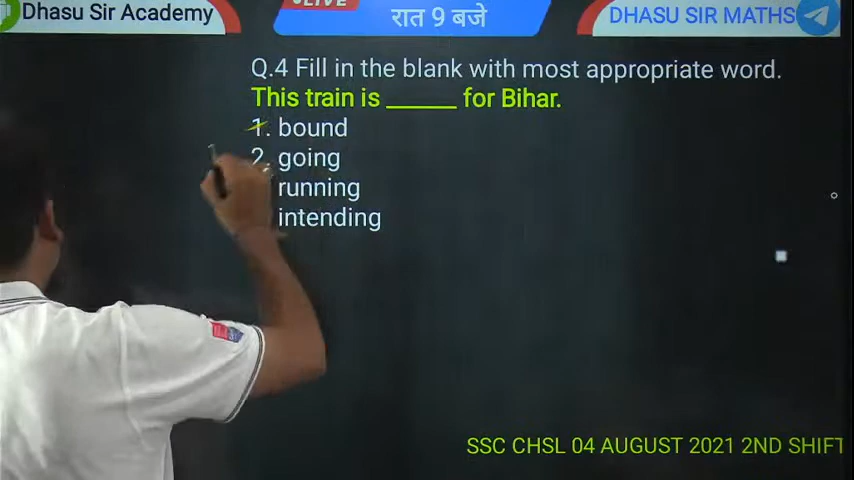 Dhasu Sir Academy
LIVE
रात 9 बजे
DHASU SIR MATHS
Q.4 Fill in the blank with most appropriate word.
This train is ______ for Bihar.
1. bound
2. going
running
intending
SSC CHSL 04 AUGUST 2021 2ND SHIFT